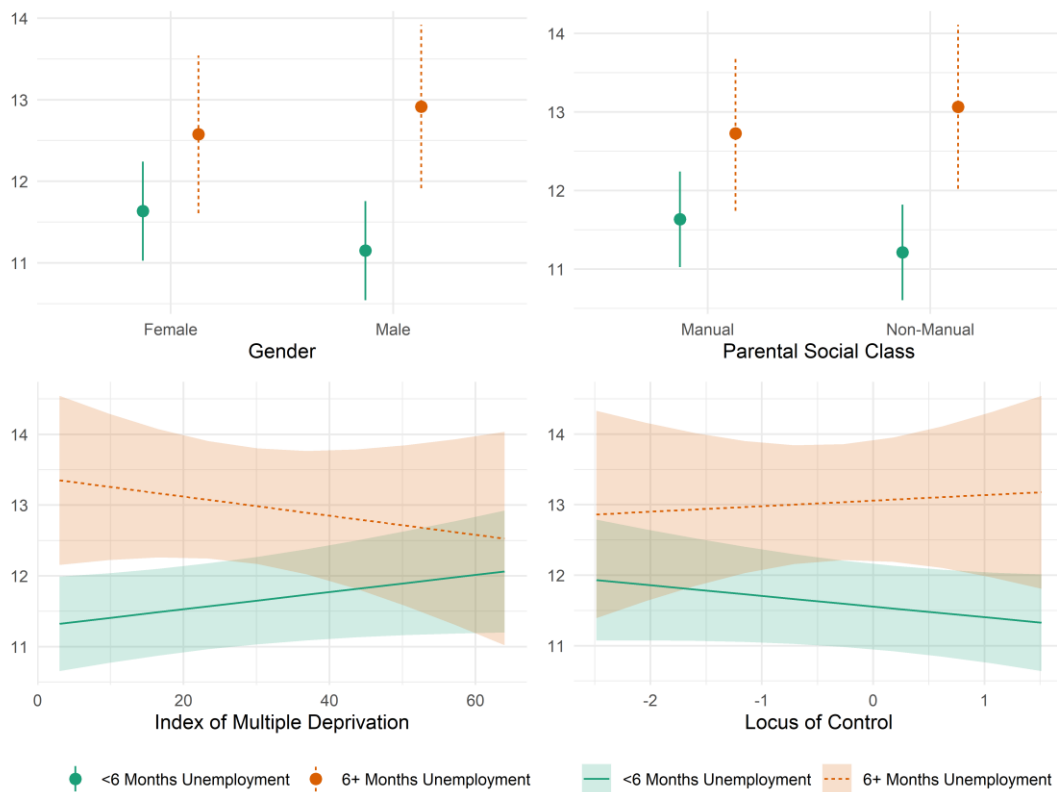 14
13
12
11
Female Male
Gender
14
13
12
11
Manual Non-Manual
Parental Social Class
14
13
12
11
0 20 40 60
Index of Multiple Deprivation
14
13
12
11
-2 -1 0 1
Locus of Control
<6 Months Unemployment 6+ Months Unemployment
<6 Months Unemployment 6+ Months Unemployment